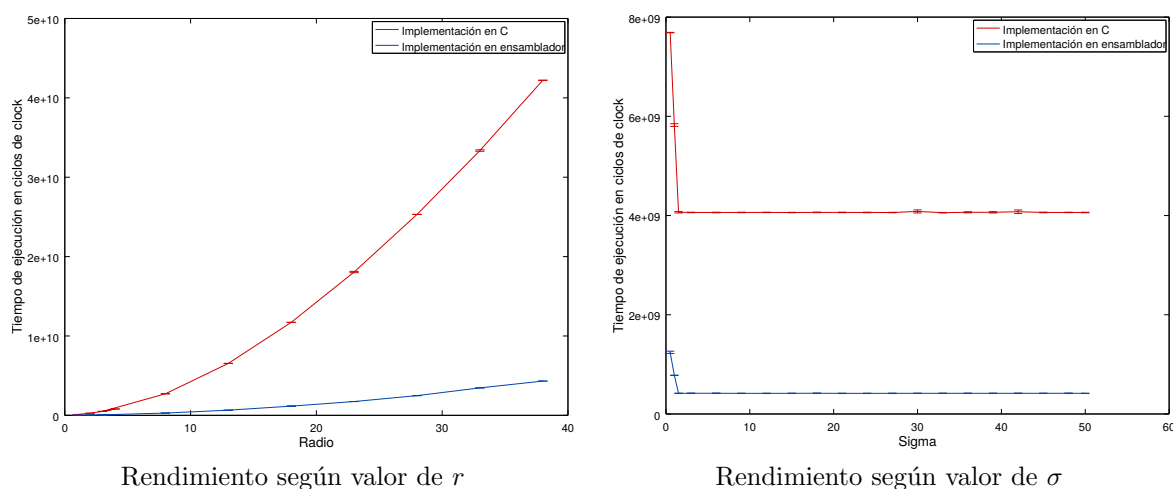 5e+10
4e+10
3e+10
2e+10
1e+10
0
Tiempo de ejecución en ciclos de clock
Implementación en C
Implementación en ensamblador
0
10
20
30
40
Radio
Rendimiento según valor de r
8e+09
6e+09
4e+09
2e+09
0
Tiempo de ejecución en ciclos de clock
Implementación en C
Implementación en ensamblador
0
10
20
30
40
50
60
Sigma
Rendimiento según valor de σ